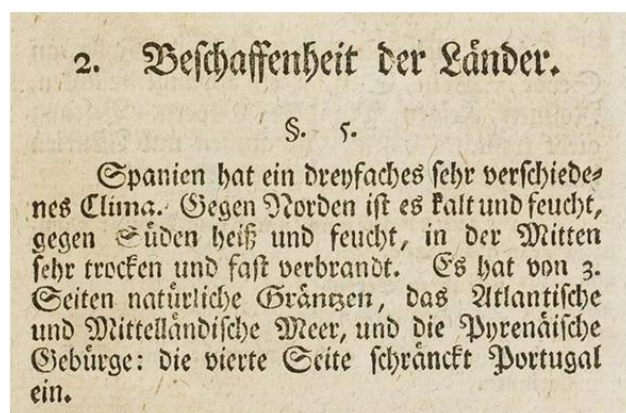 2. Beschaffenheit der Länder.
§. 5.
Spanien hat ein dreyfaches sehr verschiede-
nes Clima. Gegen Norden ist es kalt und feucht,
gegen Süden heiß und feucht, in der Mitten
sehr trocken und fast verbrandt. Es hat von 3.
Seiten natürliche Gräntzen, das Atlantische
und Mittelländische Meer, und die Pyrenäische
Gebürge: die vierte Seite schränckt Portugal
ein.